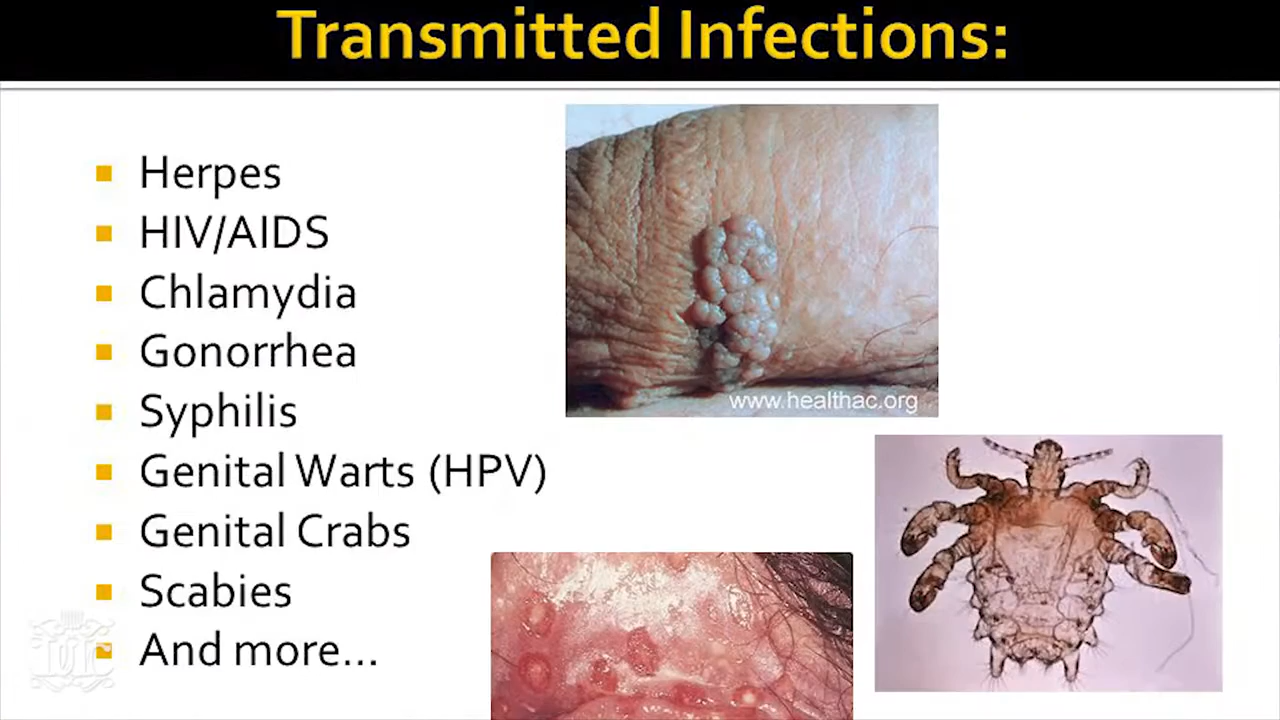 Transmitted Infections:
Herpes
HIV/AIDS
Chlamydia
Gonorrhea
Syphilis
Genital Warts (HPV)
Genital Crabs
Scabies
And more...
www.healthac.org